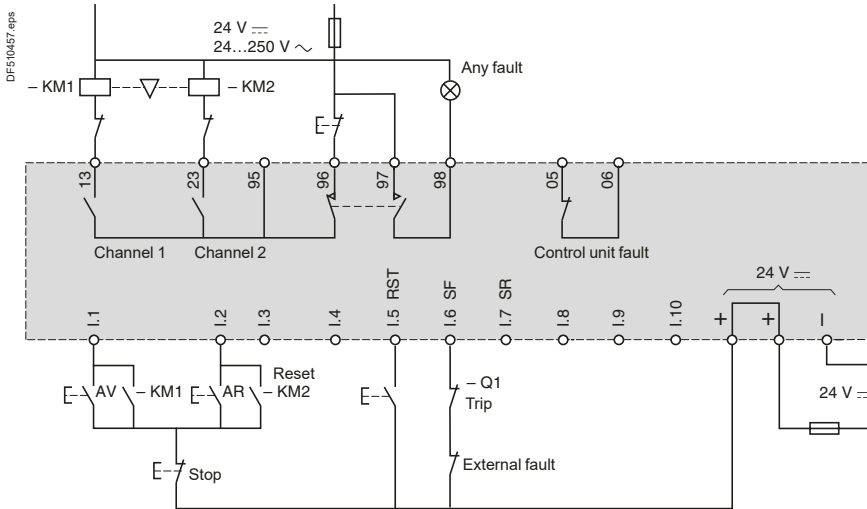 DF510457.eps
24 V ⎓
24...250 V ∼
Any fault
– KM1
– KM2
13
23
95
96
97
98
05
06
Channel 1
Channel 2
Control unit fault
24 V ⎓
I.1
I.2
I.3
I.4
I.5 RST
I.6 SF
I.7 SR
I.8
I.9
I.10
+
+
I
Reset
AV
– KM1
AR
– KM2
– Q1
Trip
24 V ⎓
Stop
External fault